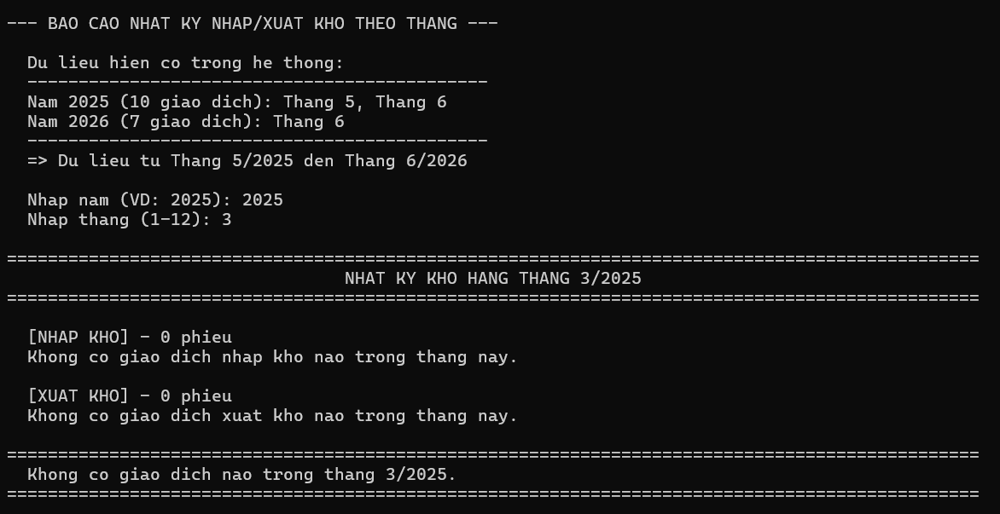 --- BAO CAO NHAT KY NHAP/XUAT KHO THEO THANG ---
Du lieu hien co trong he thong:
---------------------------------------------
Nam 2025 (10 giao dich): Thang 5, Thang 6
Nam 2026 (7 giao dich): Thang 6
---------------------------------------------
=> Du lieu tu Thang 5/2025 den Thang 6/2026
Nhap nam (VD: 2025): 2025
Nhap thang (1-12): 3
===============================================================================================
NHAT KY KHO HANG THANG 3/2025
===============================================================================================
[NHAP KHO] - 0 phieu
Khong co giao dich nhap kho nao trong thang nay.
[XUAT KHO] - 0 phieu
Khong co giao dich xuat kho nao trong thang nay.
===============================================================================================
Khong co giao dich nao trong thang 3/2025.
===============================================================================================